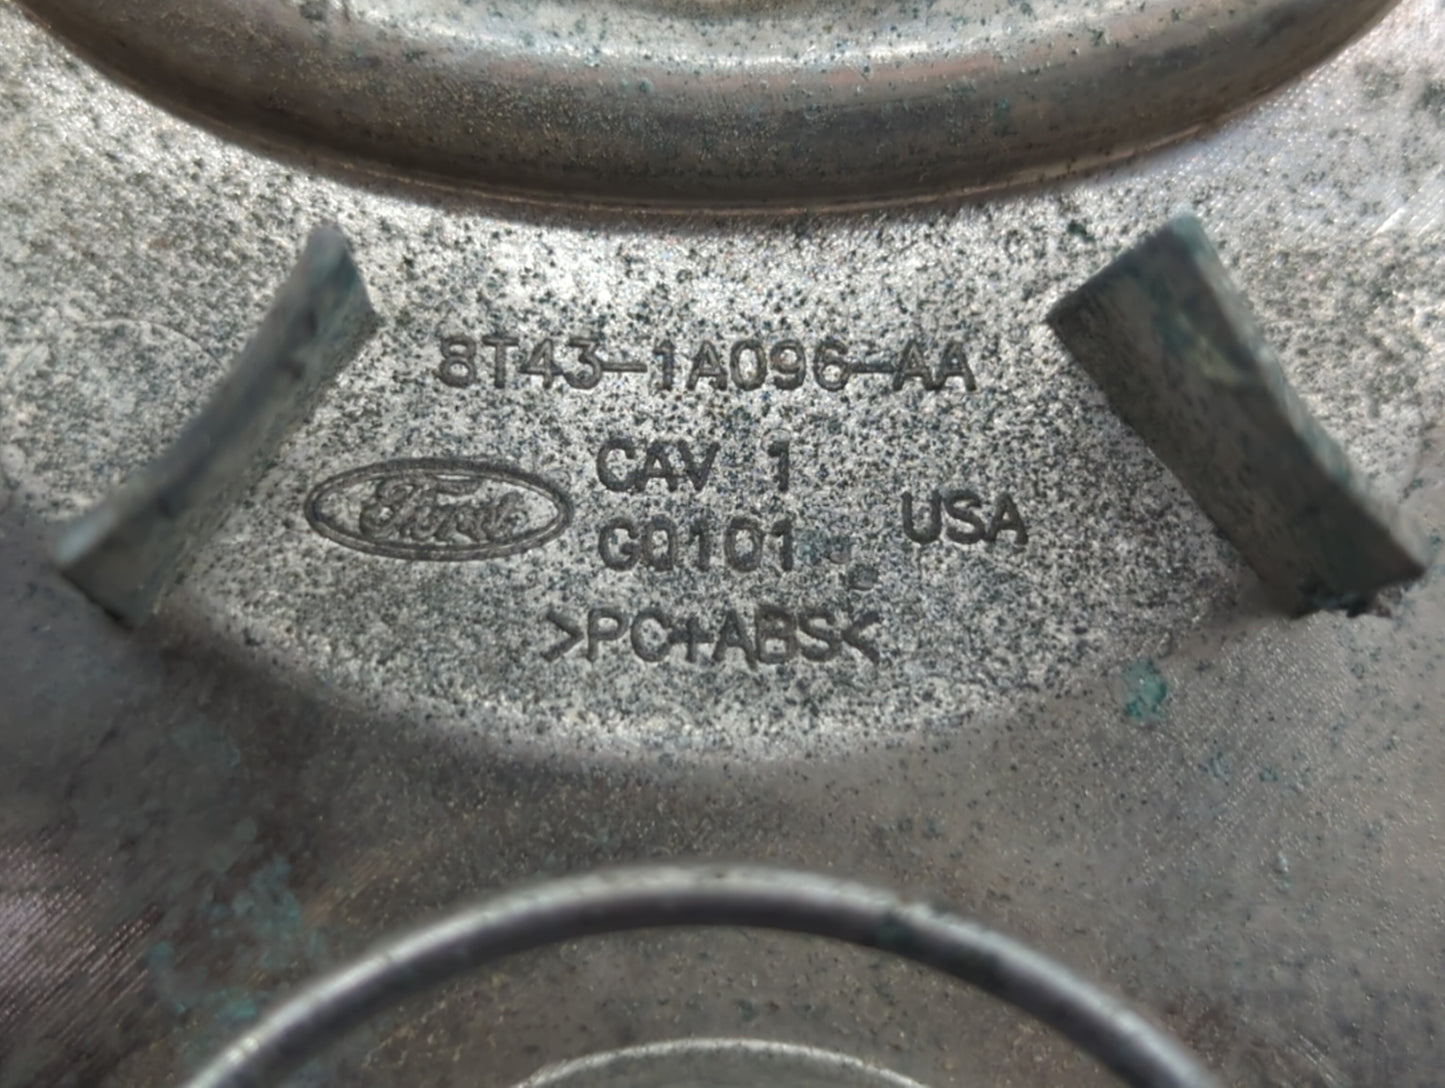 8T43-1A096-AA
CAV 1
Ford
G0101
USA
>PC+ABS<